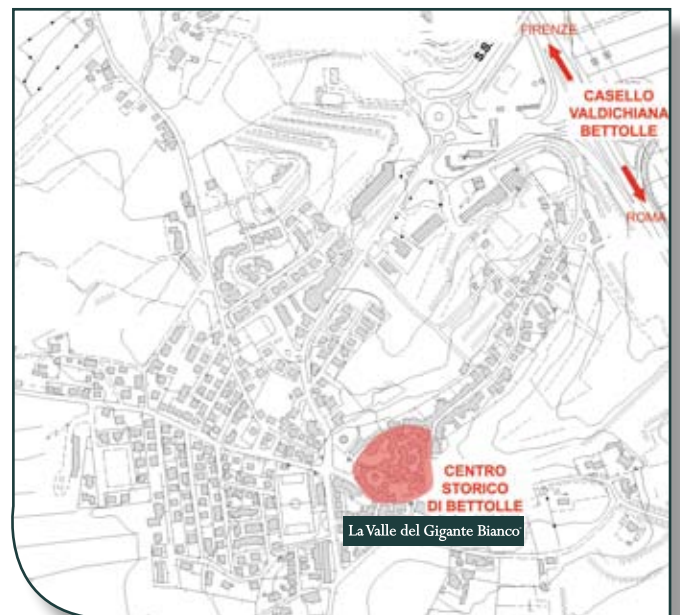 FIRENZE
S.S.
CASELLO
VALDICHIANA
BETTOLLE
ROMA
CENTRO
STORICO
DI BETTOLLE
La Valle del Gigante Bianco